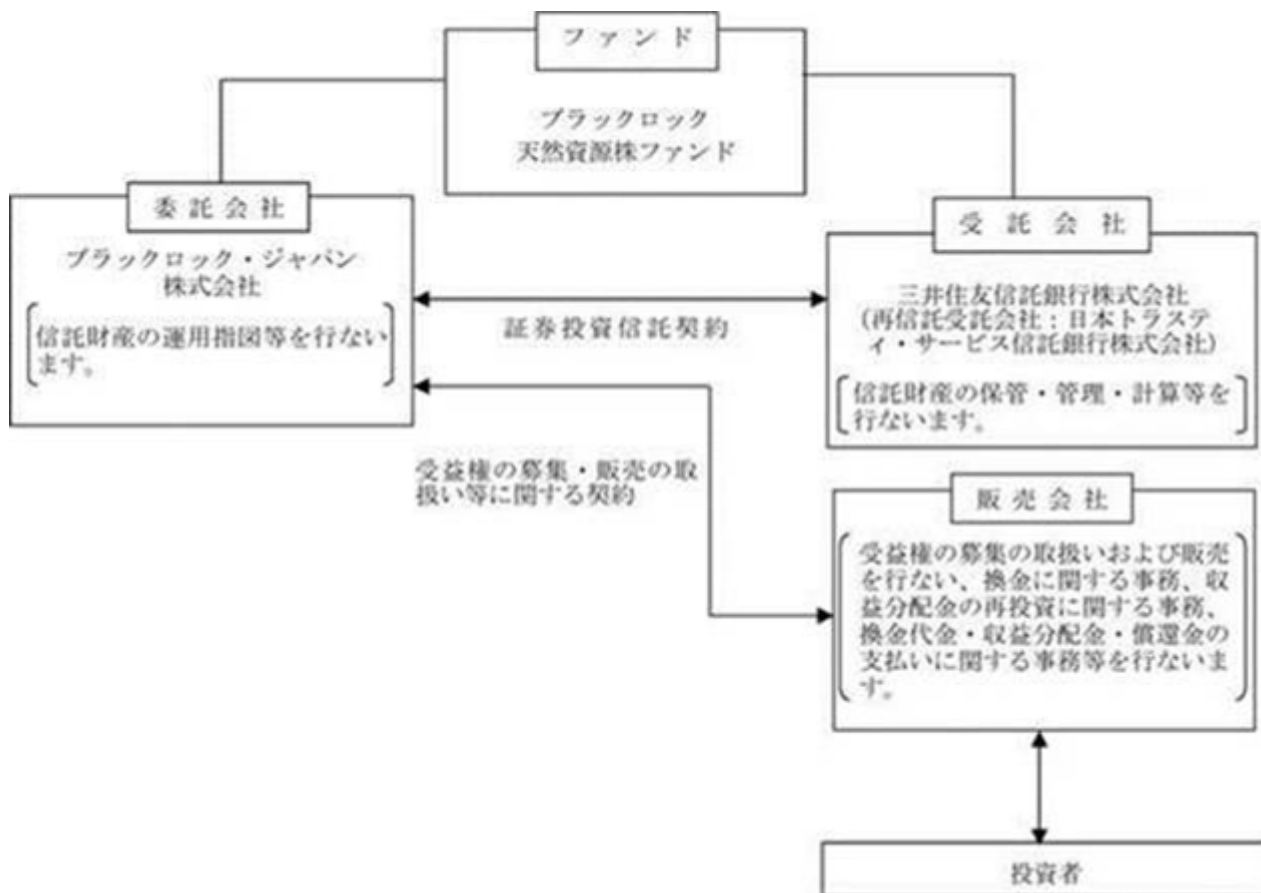 ファンド
ブラックロック
天然資源株ファンド
委託会社
ブラックロック・ジャパン
株式会社
信託財産の運用指図等を行ない
ます。
証券投資信託契約
受託会社
三井住友信託銀行株式会社
(再信託受託会社：日本トラステ
ィ・サービス信託銀行株式会社)
信託財産の保管・管理・計算等を
行ないます。
受益権の募集・販売の取
扱い等に関する契約
販売会社
受益権の募集の取扱いおよび販売
を行ない、換金に関する事務、収
益分配金の再投資に関する事務、
換金代金・収益分配金・償還金の
支払いに関する事務等を行ないま
す。
投資者